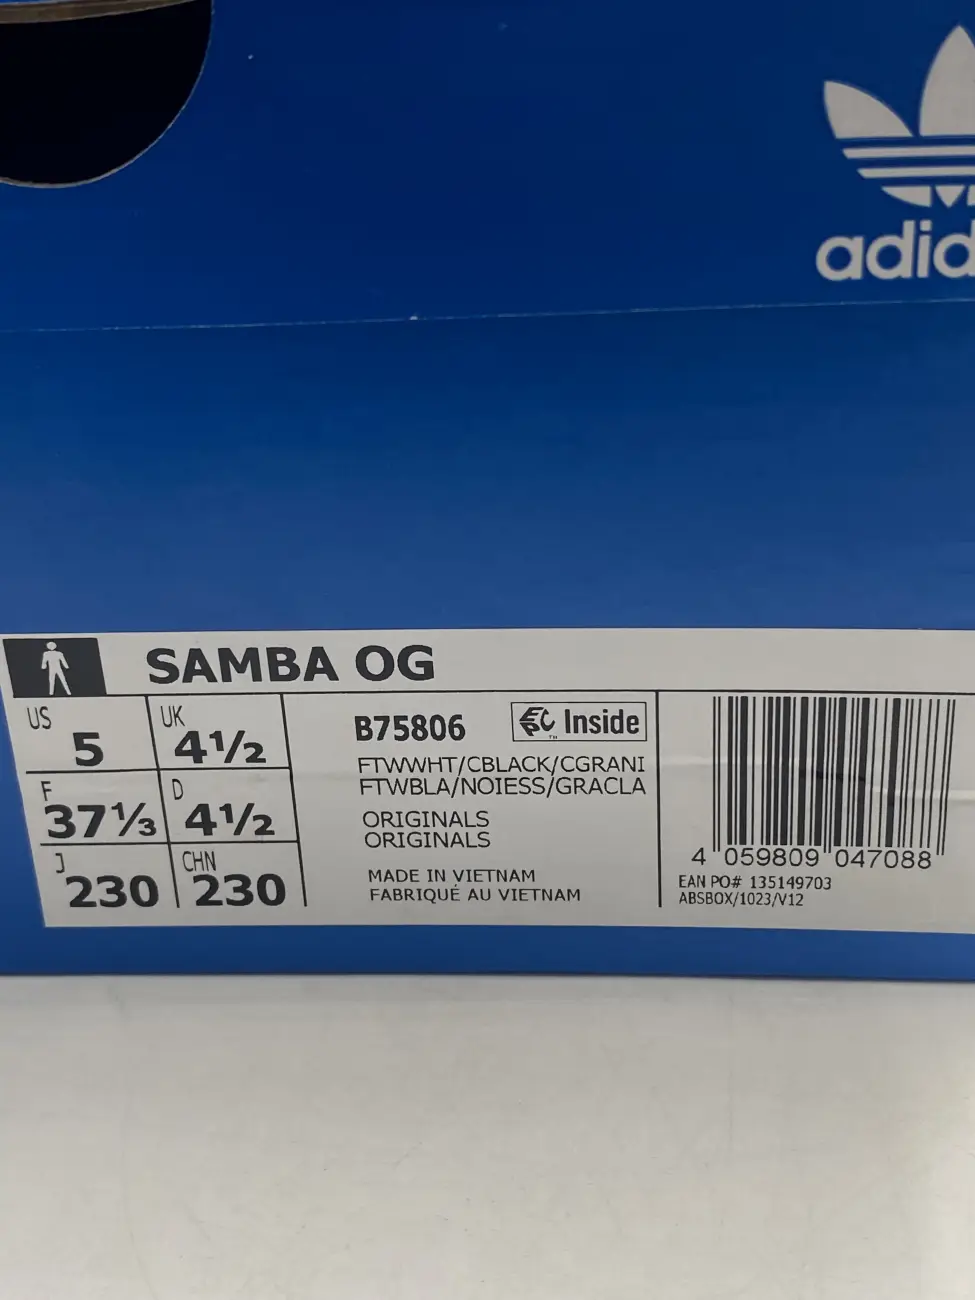 adid
SAMBA OG
US 5 UK 4½
F 37⅓ D 4½
J 230 CHN 230
B75806
Inside
TM
FTWWHT/CBLACK/CGRANI
FTWBLA/NOIESS/GRACLA
ORIGINALS
ORIGINALS
MADE IN VIETNAM
FABRIQUÉ AU VIETNAM
4 059809 047088
EAN PO# 135149703
ABSBOX/1023/V12